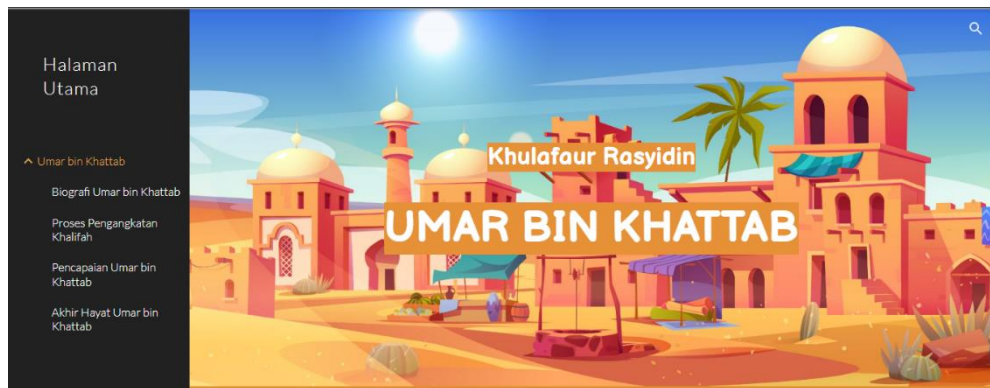 Halaman
Utama
Umar bin Khattab
Biografi Umar bin Khattab
Proses Pengangkatan
Khalifah
Pencapaian Umar bin
Khattab
Akhir Hayat Umar bin
Khattab
Khulafaur Rasyidin
UMAR BIN KHATTAB